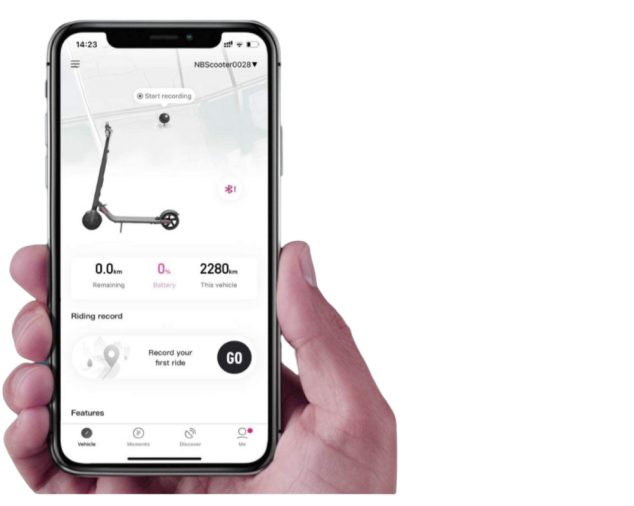 14:23
NBScooter0028▼
Start recording
0.0km
0%
2280km
Remaining
Battery
This vehicle
Riding record
Record your
first ride
GO
Features
Vehicle
Moments
Discover
Me